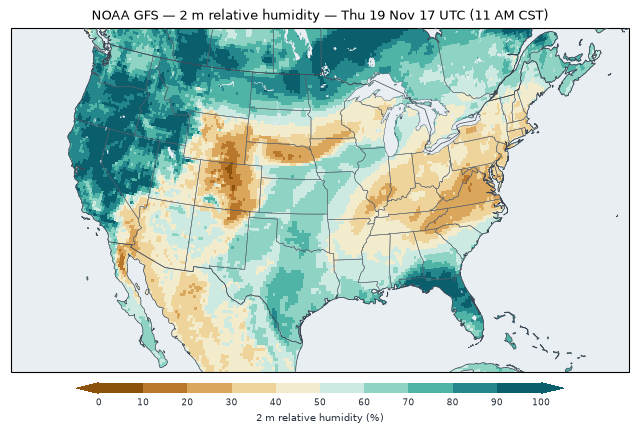 NOAA GFS — 2 m relative humidity — Thu 19 Nov 17 UTC (11 AM CST)
0 10 20 30 40 50 60 70 80 90 100
2 m relative humidity (%)